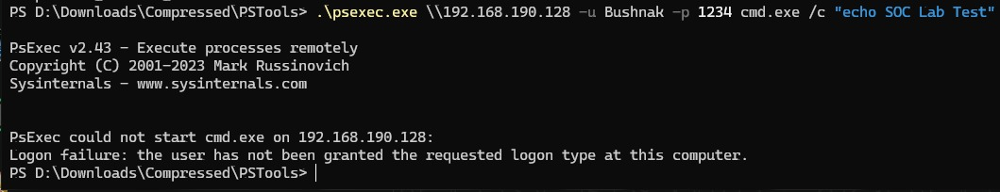 PS D:\Downloads\Compressed\PSTools> .\psexec.exe \\192.168.190.128 -u Bushnak -p 1234 cmd.exe /c "echo SOC Lab Test"
PsExec v2.43 - Execute processes remotely
Copyright (C) 2001-2023 Mark Russinovich
Sysinternals - www.sysinternals.com
PsExec could not start cmd.exe on 192.168.190.128:
Logon failure: the user has not been granted the requested logon type at this computer.
PS D:\Downloads\Compressed\PSTools>